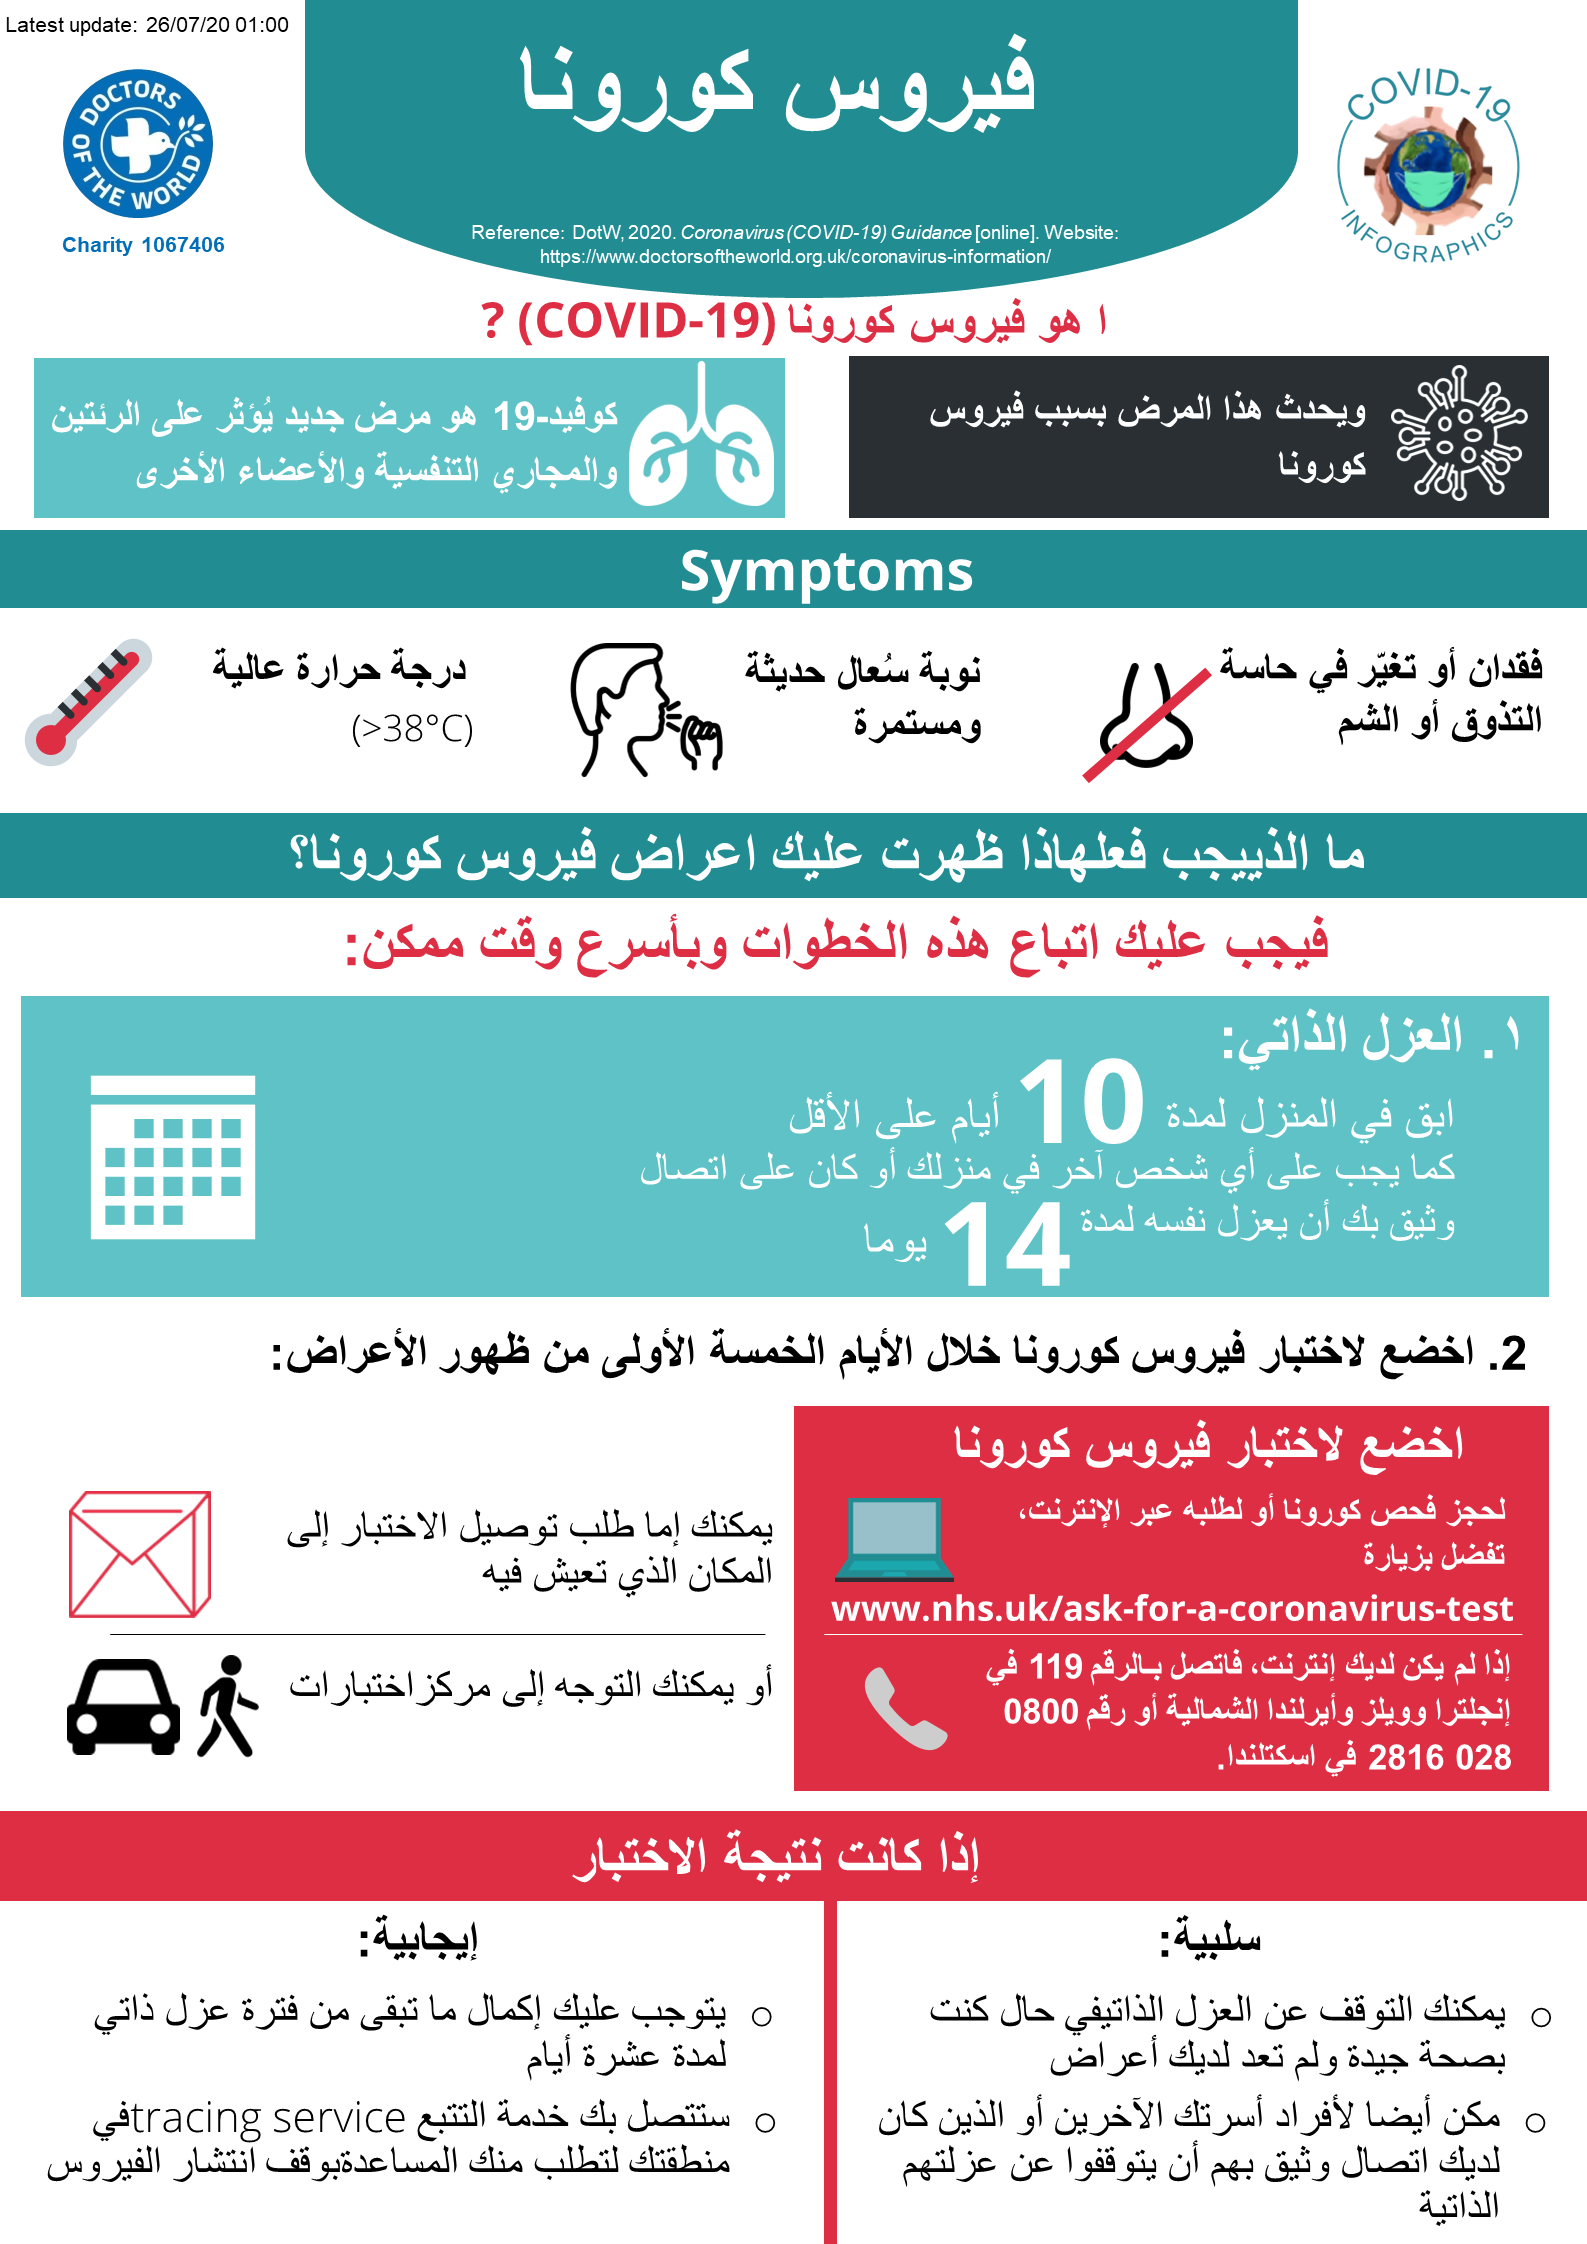 Latest update: 26/07/20 01:00
DOCTORS OF THE WORLD
Charity 1067406
فيروس كورونا
Reference: DotW, 2020. Coronavirus (COVID-19) Guidance [online]. Website:
https://www.doctorsoftheworld.org.uk/coronavirus-information/
COVID-19
INFOGRAPHICS
ا هو فيروس كورونا (COVID-19) ?
ويحدث هذا المرض بسبب فيروس
كورونا
كوفيد-19 هو مرض جديد يُؤثر على الرئتين
والمجاري التنفسية والأعضاء الأخرى
Symptoms
فقدان أو تغيّر في حاسة
التذوق أو الشم
نوبة سُعال حديثة
ومستمرة
درجة حرارة عالية
(>38°C)
ما الذييجب فعلهاذا ظهرت عليك اعراض فيروس كورونا؟
فيجب عليك اتباع هذه الخطوات وبأسرع وقت ممكن:
١. العزل الذاتي:
ابق في المنزل لمدة 10 أيام على الأقل
كما يجب على أي شخص آخر في منزلك أو كان على اتصال
وثيق بك أن يعزل نفسه لمدة 14 يوما
2. اخضع لاختبار فيروس كورونا خلال الأيام الخمسة الأولى من ظهور الأعراض:
اخضع لاختبار فيروس كورونا
لحجز فحص كورونا أو لطلبه عبر الإنترنت،
تفضل بزيارة
www.nhs.uk/ask-for-a-coronavirus-test
إذا لم يكن لديك إنترنت، فاتصل بالرقم 119 في
إنجلترا وويلز وأيرلندا الشمالية أو رقم 0800
028 2816 في اسكتلندا.
يمكنك إما طلب توصيل الاختبار إلى
المكان الذي تعيش فيه
أو يمكنك التوجه إلى مركزاختبارات
إذا كانت نتيجة الاختبار
سلبية:
o يمكنك التوقف عن العزل الذاتيفي حال كنت
بصحة جيدة ولم تعد لديك أعراض
o مكن أيضا لأفراد أسرتك الآخرين أو الذين كان
لديك اتصال وثيق بهم أن يتوقفوا عن عزلتهم
الذاتية
إيجابية:
o يتوجب عليك إكمال ما تبقى من فترة عزل ذاتي
لمدة عشرة أيام
o ستتصل بك خدمة التتبع tracing serviceفي
منطقتك لتطلب منك المساعدةبوقف انتشار الفيروس